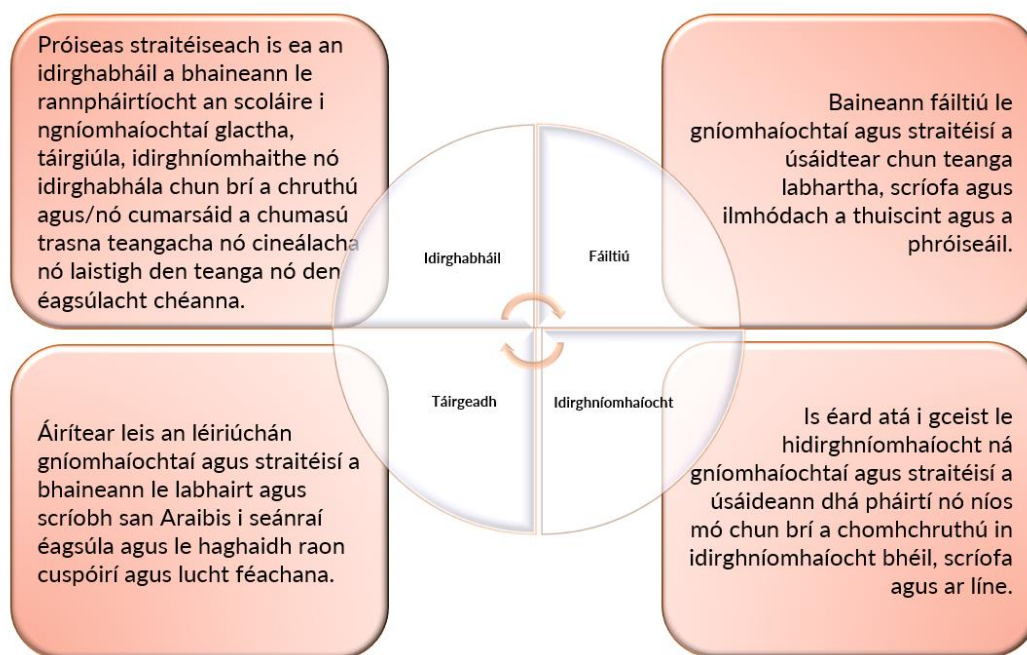 Próiseas straitéiseach is ea an
idirghabháil a bhaineann le
rannpháirtíocht an scoláire i
ngníomhaíochtaí glactha,
táirgiúla, idirghníomhaithe nó
idirghabhála chun brí a chruthú
agus/nó cumarsáid a chumasú
trasna teangacha nó cineálacha
nó laistigh den teanga nó den
éagsúlacht chéanna.
Baineann fáiltiú le
gníomhaíochtaí agus straitéisí a
úsáidtear chun teanga
labhartha, scríofa agus
ilmhódach a thuiscint agus a
phróiseáil.
Idirghabháil
Fáiltiú
Táirgeadh
Idirghníomhaíocht
Áirítear leis an léiriúchán
gníomhaíochtaí agus straitéisí a
bhaineann le labhairt agus
scríobh san Araibis i seánraí
éagsúla agus le haghaidh raon
cuspóirí agus lucht féachana.
Is éard atá i gceist le
hidirghníomhaíocht ná
gníomhaíochtaí agus straitéisí a
úsáideann dhá pháirtí nó níos
mó chun brí a chomhchruthú in
idirghníomhaíocht bhéil, scríofa
agus ar líne.